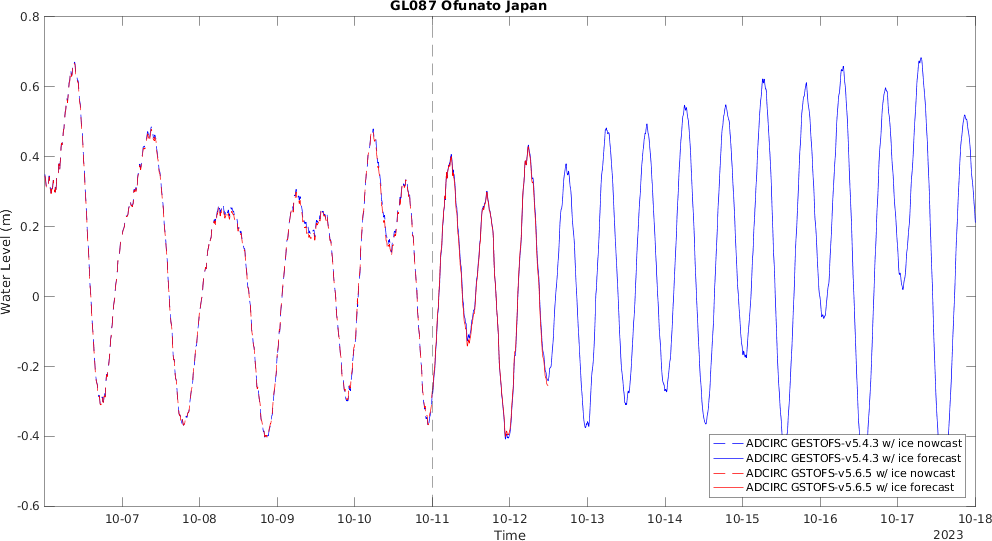 GL087 Ofunato Japan
0.8
0.6
0.4
0.2
0
-0.2
-0.4
-0.6
Water Level (m)
10-07 10-08 10-09 10-10 10-11 10-12 10-13 10-14 10-15 10-16 10-17 10-18
Time
2023
ADCIRC GESTOFS-v5.4.3 w/ ice nowcast
ADCIRC GESTOFS-v5.4.3 w/ ice forecast
ADCIRC GSTOFS-v5.6.5 w/ ice nowcast
ADCIRC GSTOFS-v5.6.5 w/ ice forecast